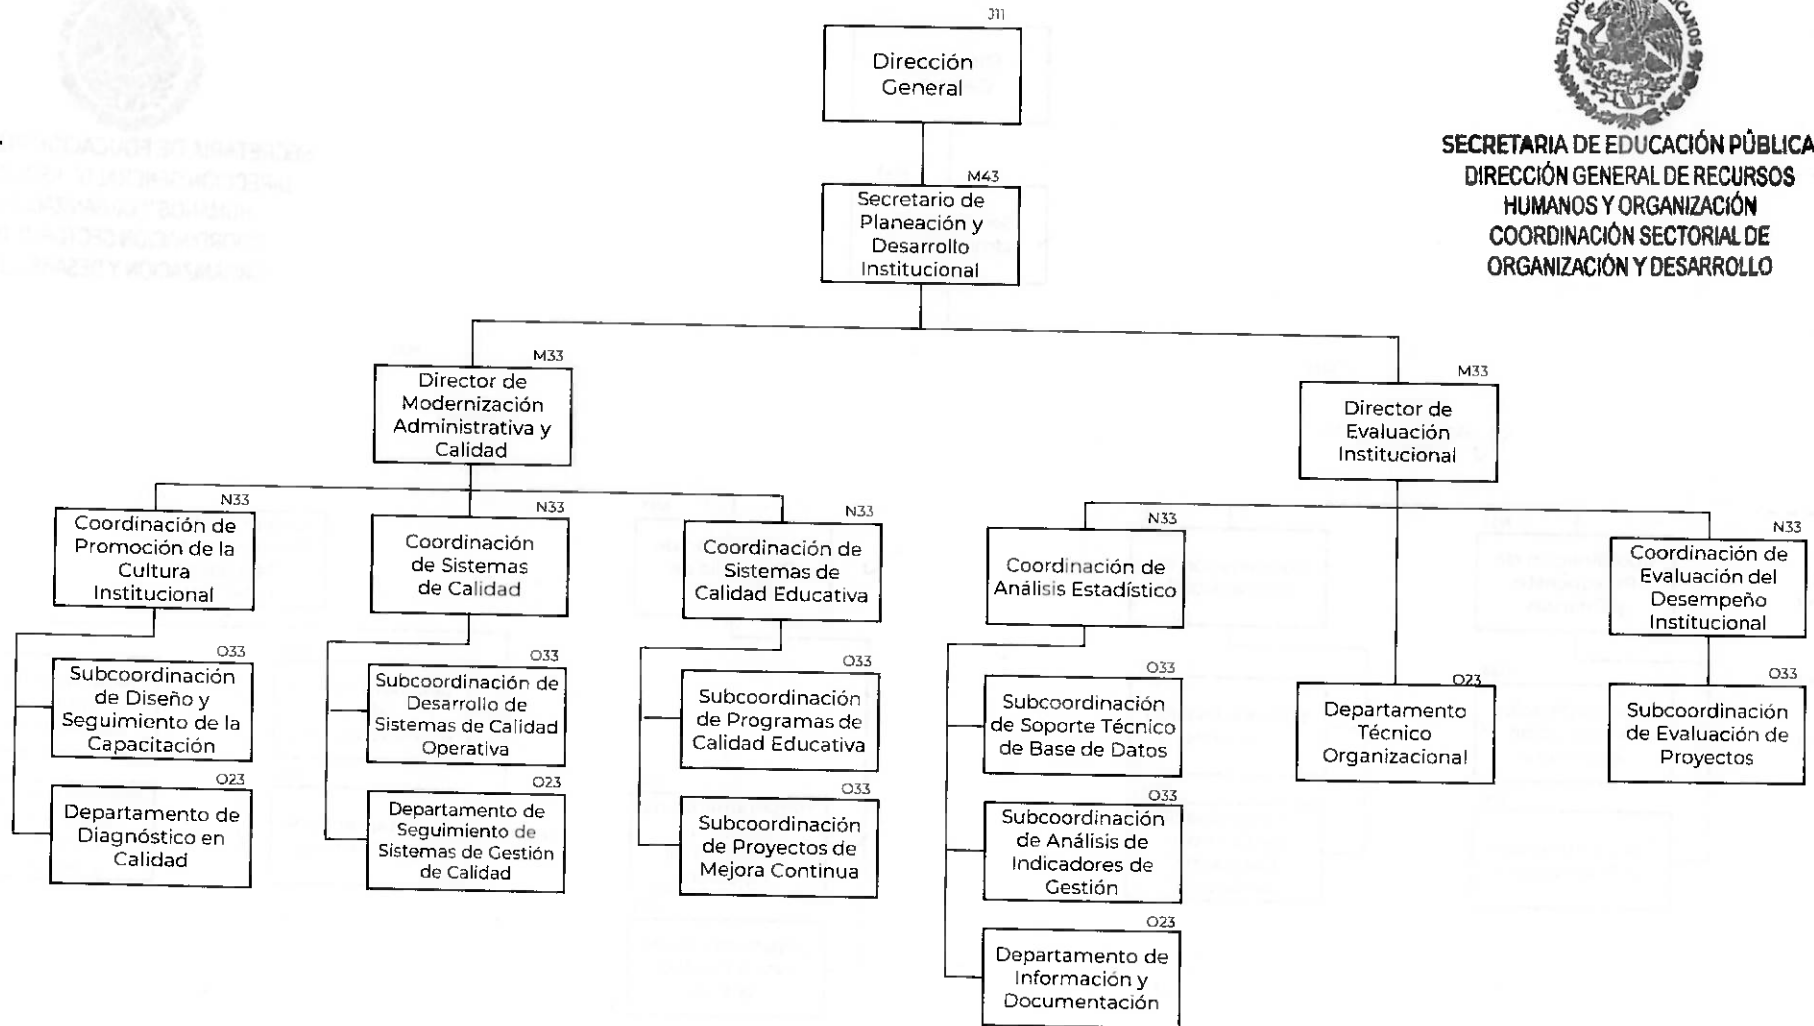 J11
Dirección
General
M43
Secretario de
Planeación y
Desarrollo
Institucional
SECRETARIA DE EDUCACIÓN PÚBLICA
DIRECCIÓN GENERAL DE RECURSOS
HUMANOS Y ORGANIZACIÓN
COORDINACIÓN SECTORIAL DE
ORGANIZACIÓN Y DESARROLLO
M33
Director de
Modernización
Administrativa y
Calidad
M33
Director de
Evaluación
Institucional
N33
Coordinación de
Promoción de la
Cultura
Institucional
N33
Coordinación
de Sistemas
de Calidad
N33
Coordinación de
Sistemas de
Calidad Educativa
N33
Coordinación de
Análisis Estadístico
N33
Coordinación de
Evaluación del
Desempeño
Institucional
O33
Subcoordinación
de Diseño y
Seguimiento de la
Capacitación
O33
Subcoordinación de
Desarrollo de
Sistemas de Calidad
Operativa
O33
Subcoordinación
de Programas de
Calidad Educativa
O33
Subcoordinación
de Soporte Técnico
de Base de Datos
O23
Departamento
Técnico
Organizacional
O33
Subcoordinación
de Evaluación de
Proyectos
O23
Departamento de
Diagnóstico en
Calidad
O23
Departamento de
Seguimiento de
Sistemas de Gestión
de Calidad
O33
Subcoordinación
de Proyectos de
Mejora Continua
O33
Subcoordinación
de Análisis de
Indicadores de
Gestión
O23
Departamento de
Información y
Documentación